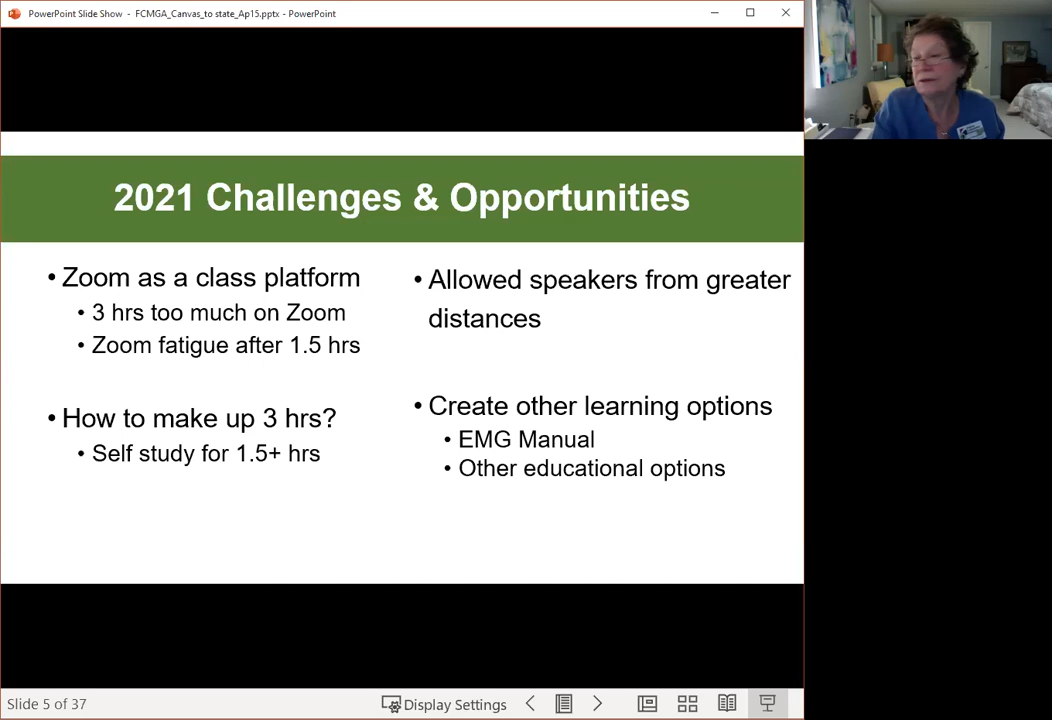 PowerPoint Slide Show - FCMGA_Canvas_to state_Ap15.pptx - PowerPoint
2021 Challenges & Opportunities
• Zoom as a class platform
• 3 hrs too much on Zoom
• Zoom fatigue after 1.5 hrs
• How to make up 3 hrs?
• Self study for 1.5+ hrs
• Allowed speakers from greater
distances
• Create other learning options
• EMG Manual
• Other educational options
Slide 5 of 37
Display Settings